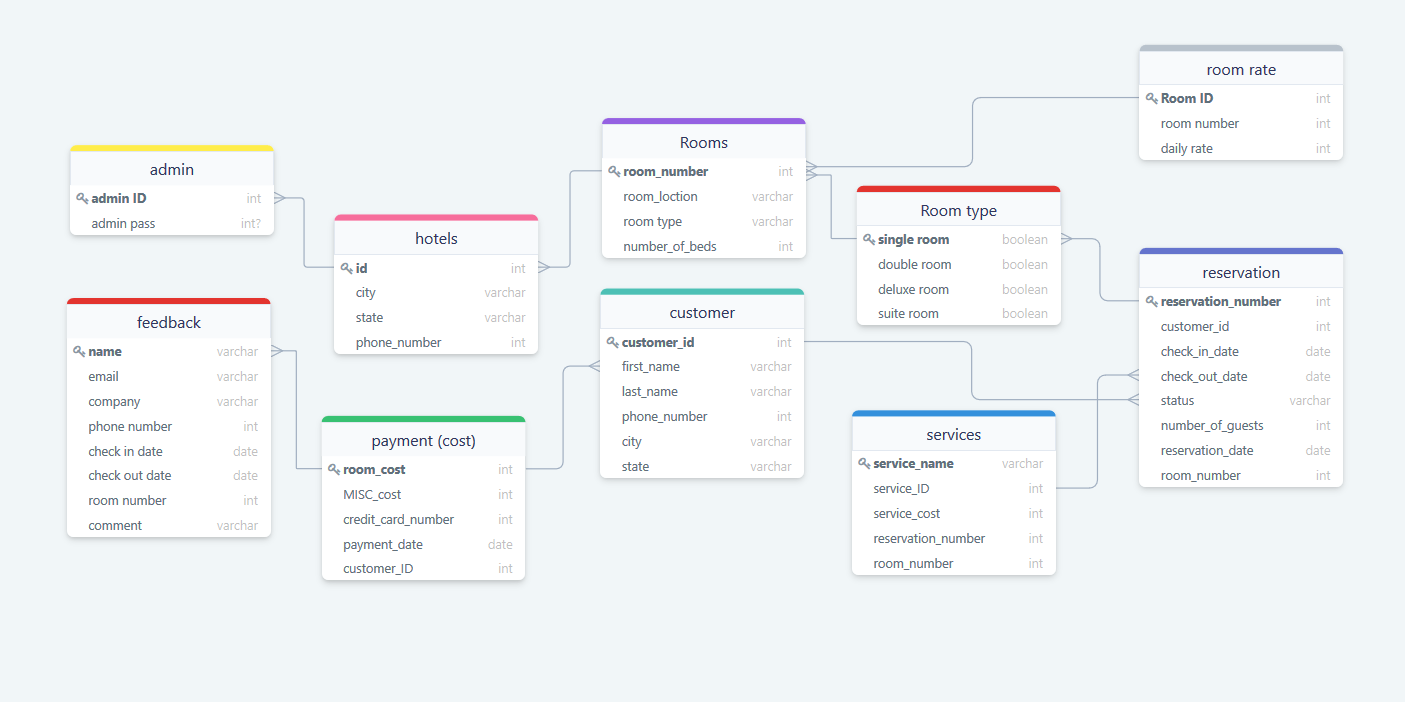 room rate
Room ID int
room number int
daily rate int
Rooms
room_number int
room_loction varchar
room type varchar
number_of_beds int
admin
admin ID int
admin pass int?
Room type
single room boolean
double room boolean
deluxe room boolean
suite room boolean
hotels
id int
city varchar
state varchar
phone_number int
reservation
reservation_number int
customer_id int
check_in_date date
check_out_date date
status varchar
number_of_guests int
reservation_date date
room_number int
feedback
name varchar
email varchar
company varchar
phone number int
check in date date
check out date date
room number int
comment varchar
customer
customer_id int
first_name varchar
last_name varchar
phone_number int
city varchar
state varchar
payment (cost)
room_cost int
MISC_cost int
credit_card_number int
payment_date date
customer_ID int
services
service_name varchar
service_ID int
service_cost int
reservation_number int
room_number int